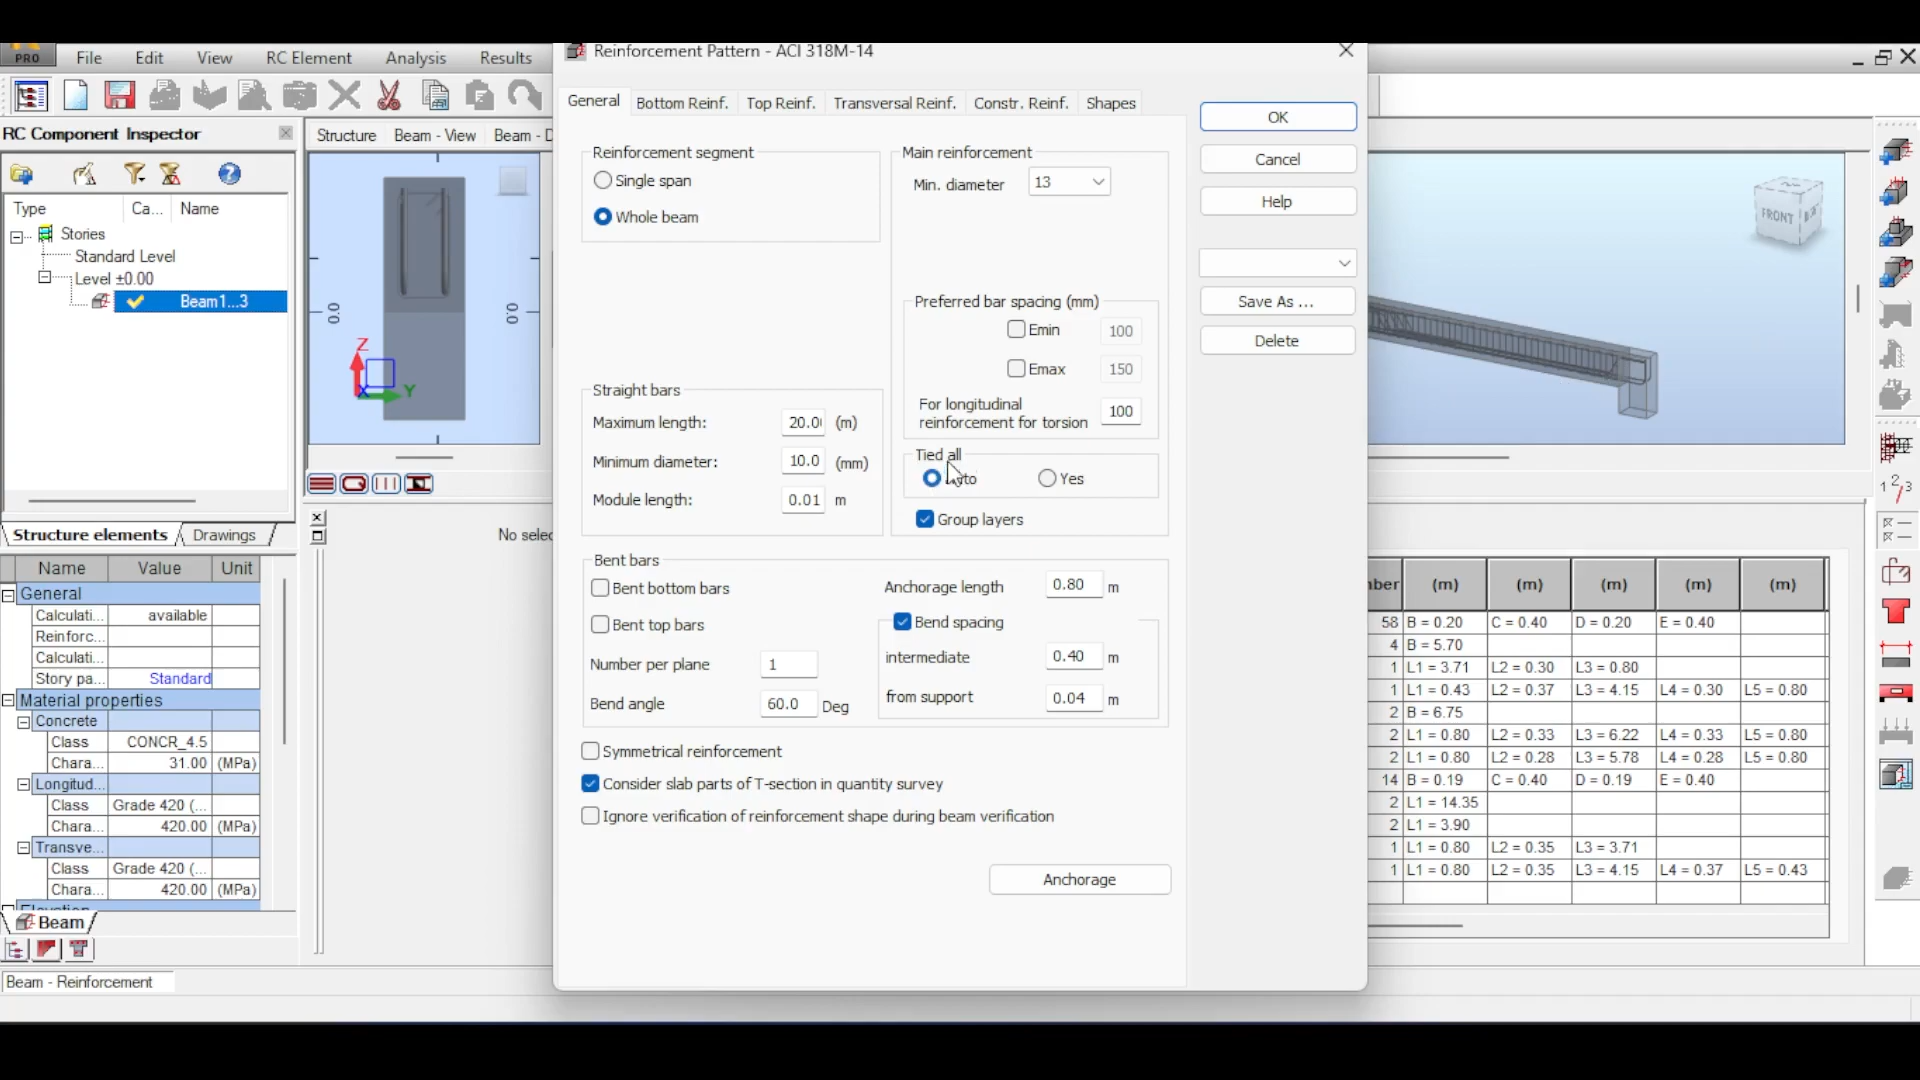 PRO File Edit View RC Element Analysis Results
Reinforcement Pattern - ACI 318M-14
RC Component Inspector
Type Ca... Name
Stories
Standard Level
Level ±0.00
Beam1...3
Structure elements Drawings
Name Value Unit
General
Calculati... available
Reinforc...
Calculati...
Story pa... Standard
Material properties
Concrete
Class CONCR_4.5
Chara... 31.00 (MPa)
Longitud...
Class Grade 420 (...
Chara... 420.00 (MPa)
Transve...
Class Grade 420 (...
Chara... 420.00 (MPa)
Beam
Beam - Reinforcement
Structure Beam - View Beam - D
0.0 0.0
Z
X Y
No selec
General Bottom Reinf. Top Reinf. Transversal Reinf. Constr. Reinf. Shapes
Reinforcement segment
Single span
Whole beam
Main reinforcement
Min. diameter 13
Preferred bar spacing (mm)
Emin 100
Emax 150
For longitudinal
reinforcement for torsion 100
Tied all
Yes
Group layers
Straight bars
Maximum length: 20.0 (m)
Minimum diameter: 10.0 (mm)
Module length: 0.01 m
Bent bars
Bent bottom bars
Bent top bars
Number per plane 1
Bend angle 60.0 Deg
Anchorage length 0.80 m
Bend spacing
intermediate 0.40 m
from support 0.04 m
Symmetrical reinforcement
Consider slab parts of T-section in quantity survey
Ignore verification of reinforcement shape during beam verification
Anchorage
OK
Cancel
Help
Save As ...
Delete
FRONT
nber (m) (m) (m) (m) (m)
58 B = 0.20 C = 0.40 D = 0.20 E = 0.40
4 B = 5.70
1 L1 = 3.71 L2 = 0.30 L3 = 0.80
1 L1 = 0.43 L2 = 0.37 L3 = 4.15 L4 = 0.30 L5 = 0.80
2 B = 6.75
2 L1 = 0.80 L2 = 0.33 L3 = 6.22 L4 = 0.33 L5 = 0.80
2 L1 = 0.80 L2 = 0.28 L3 = 5.78 L4 = 0.28 L5 = 0.80
14 B = 0.19 C = 0.40 D = 0.19 E = 0.40
2 L1 = 14.35
2 L1 = 3.90
1 L1 = 0.80 L2 = 0.35 L3 = 3.71
1 L1 = 0.80 L2 = 0.35 L3 = 4.15 L4 = 0.37 L5 = 0.43